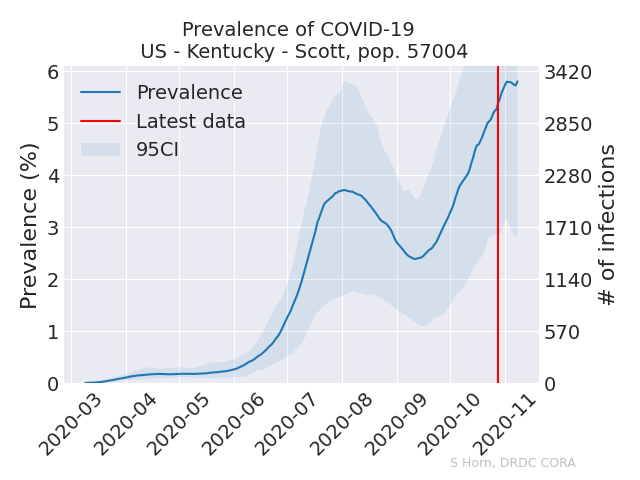 Prevalence of COVID-19
US - Kentucky - Scott, pop. 57004
Prevalence
Latest data
95CI
Prevalence (%)
6
5
4
3
2
1
0
3420
2850
2280
1710
1140
570
0
# of infections
2020-03
2020-04
2020-05
2020-06
2020-07
2020-08
2020-09
2020-10
2020-11
S Horn, DRDC CORA